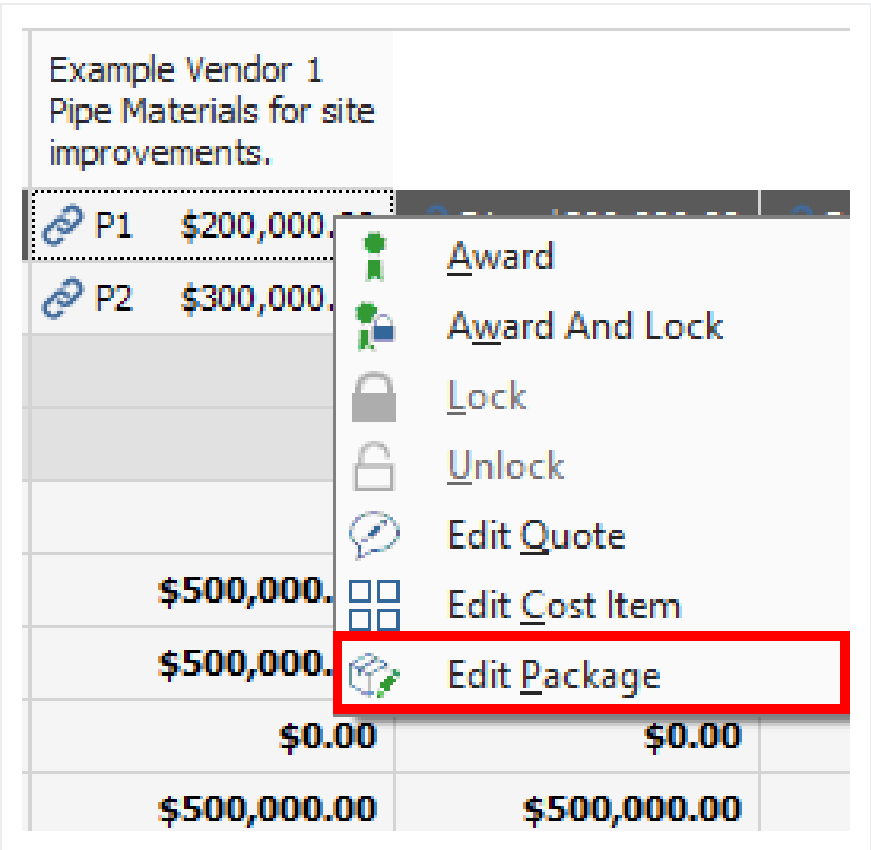 Example Vendor 1
Pipe Materials for site
improvements.
P1 $200,000.
P2 $300,000.
Award
Award And Lock
Lock
Unlock
Edit Quote
Edit Cost Item
Edit Package
$500,000.
$500,000.
$0.00 $0.00
$500,000.00 $500,000.00